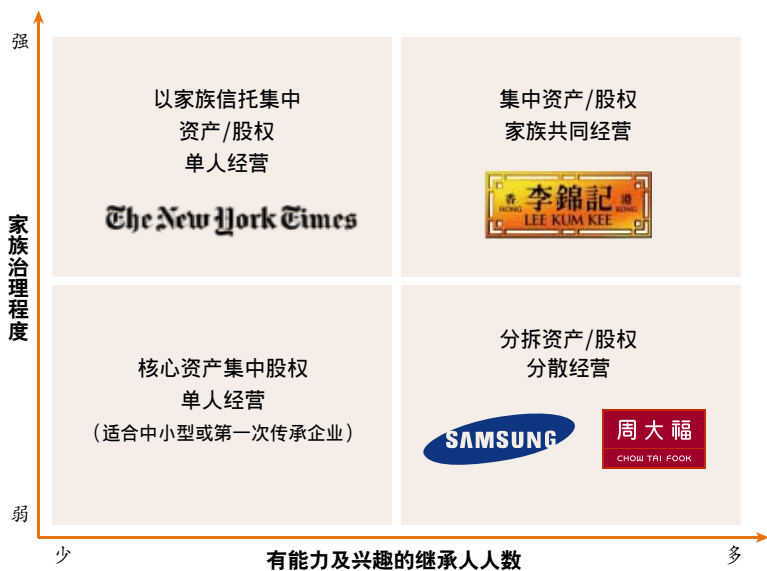 强
以家族信托集中
资产/股权
单人经营
The New York Times
集中资产/股权
家族共同经营
香 李錦記 港
HONG LEE KUM KEE KONG
家族治理程度
核心资产集中股权
单人经营
（适合中小型或第一次传承企业）
分拆资产/股权
分散经营
SAMSUNG
周大福
CHOW TAI FOOK
弱
少
有能力及兴趣的继承人人数
多